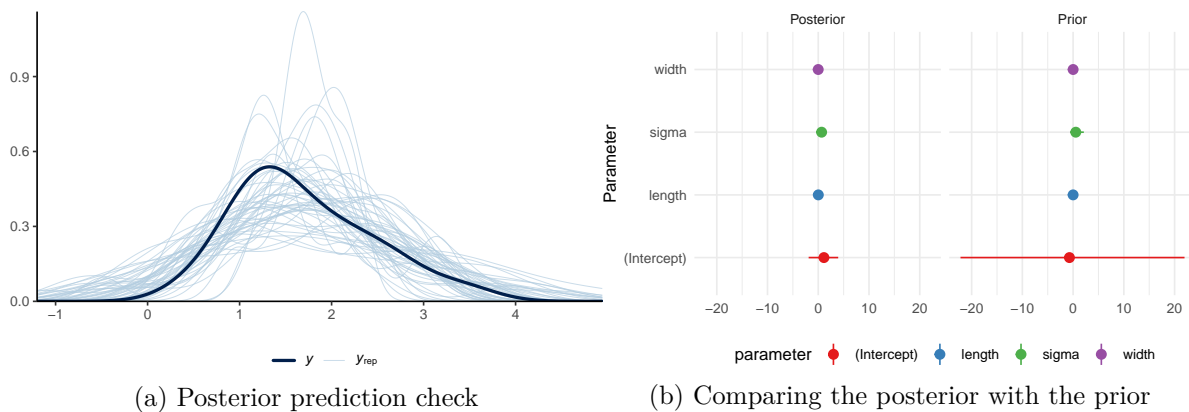 0.9
0.6
0.3
0.0
−1 0 1 2 3 4
y yrep
(a) Posterior prediction check
Posterior Prior
Parameter
width
sigma
length
(Intercept)
−20 −10 0 10 20 −20 −10 0 10 20
parameter (Intercept) length sigma width
(b) Comparing the posterior with the prior